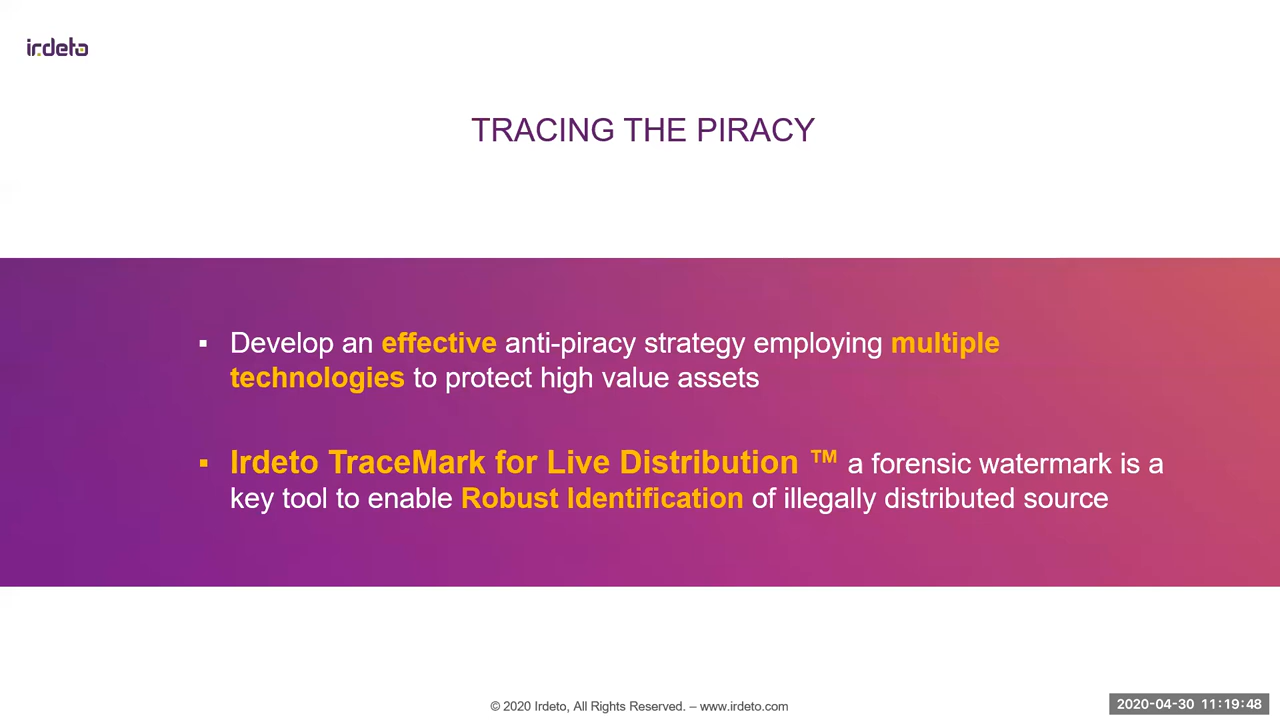 irdeto
TRACING THE PIRACY
▪ Develop an effective anti-piracy strategy employing multiple
technologies to protect high value assets
▪ Irdeto TraceMark for Live Distribution ™ a forensic watermark is a
key tool to enable Robust Identification of illegally distributed source
© 2020 Irdeto, All Rights Reserved. – www.irdeto.com
2020-04-30 11:19:48